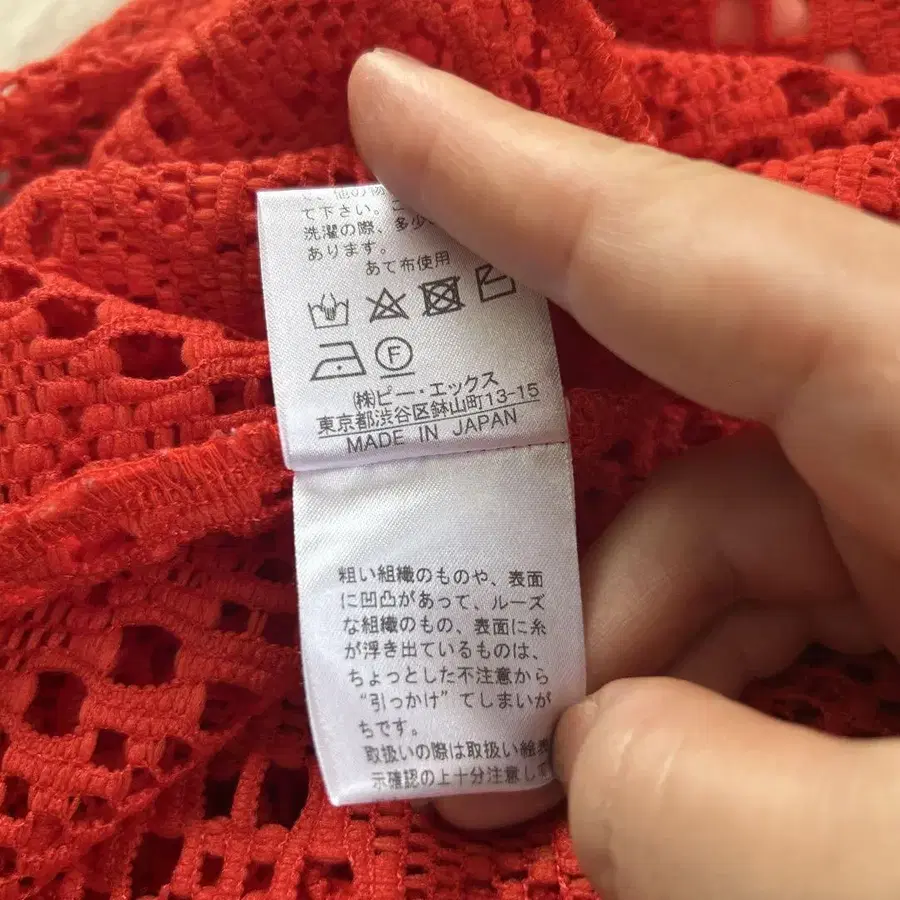 て下さい。
洗濯の際、多少
あります。
あて布使用
F
㈱ピー・エックス
東京都渋谷区鉢山町13-15
MADE IN JAPAN
粗い組織のものや、表面
に凹凸があって、ルーズ
な組織のもの、表面に糸
が浮き出ているものは、
ちょっとした不注意から
“引っかけ”てしまいが
ちです。
取扱いの際は取扱い絵表
示確認の上十分注意して